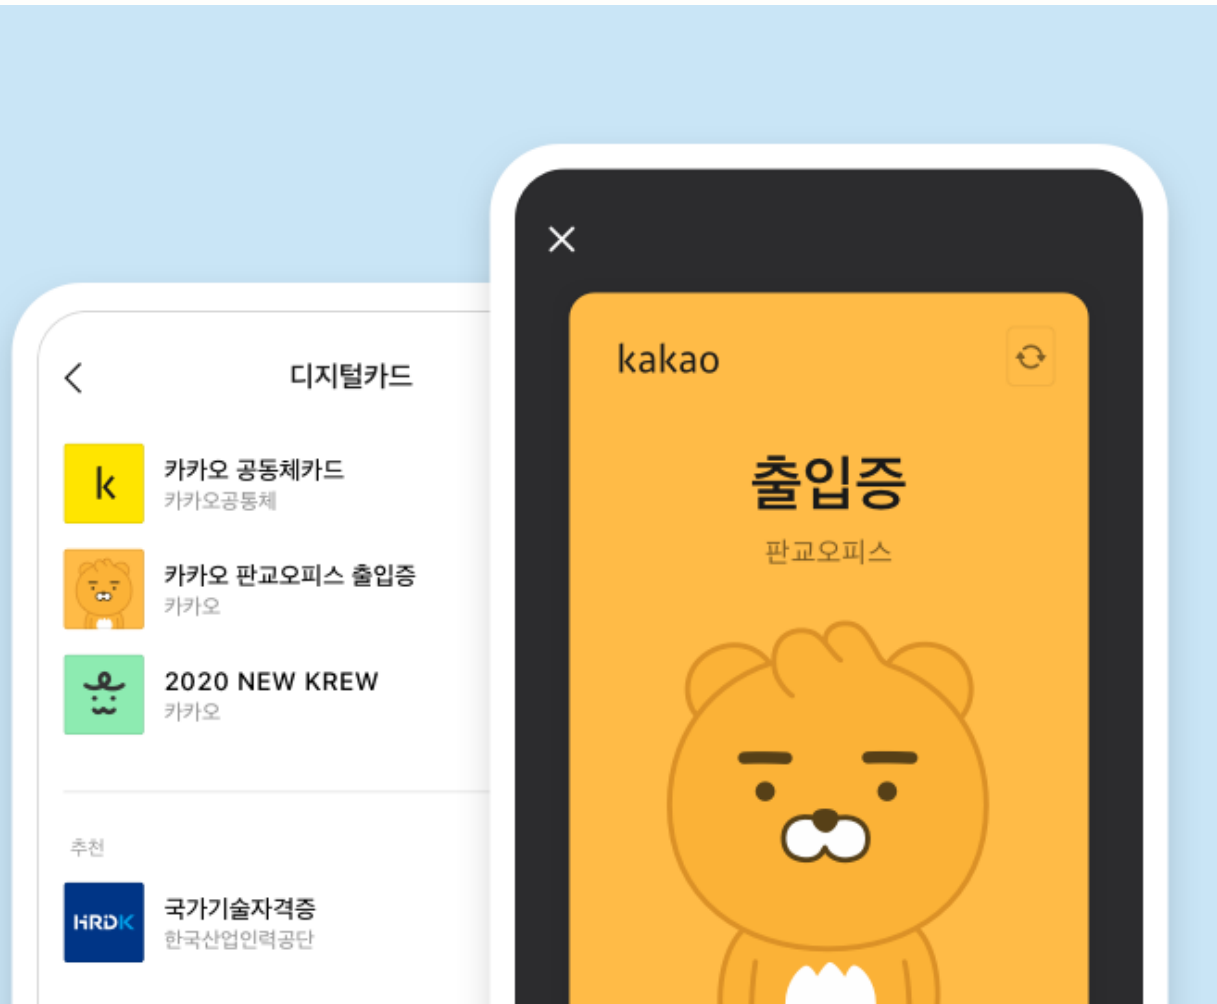 디지털카드
k
카카오 공동체카드
카카오공통체
카카오 판교오피스 출입증
카카오
2020 NEW KREW
카카오
추천
HRDK
국가기술자격증
한국산업인력공단
kakao
출입증
판교오피스